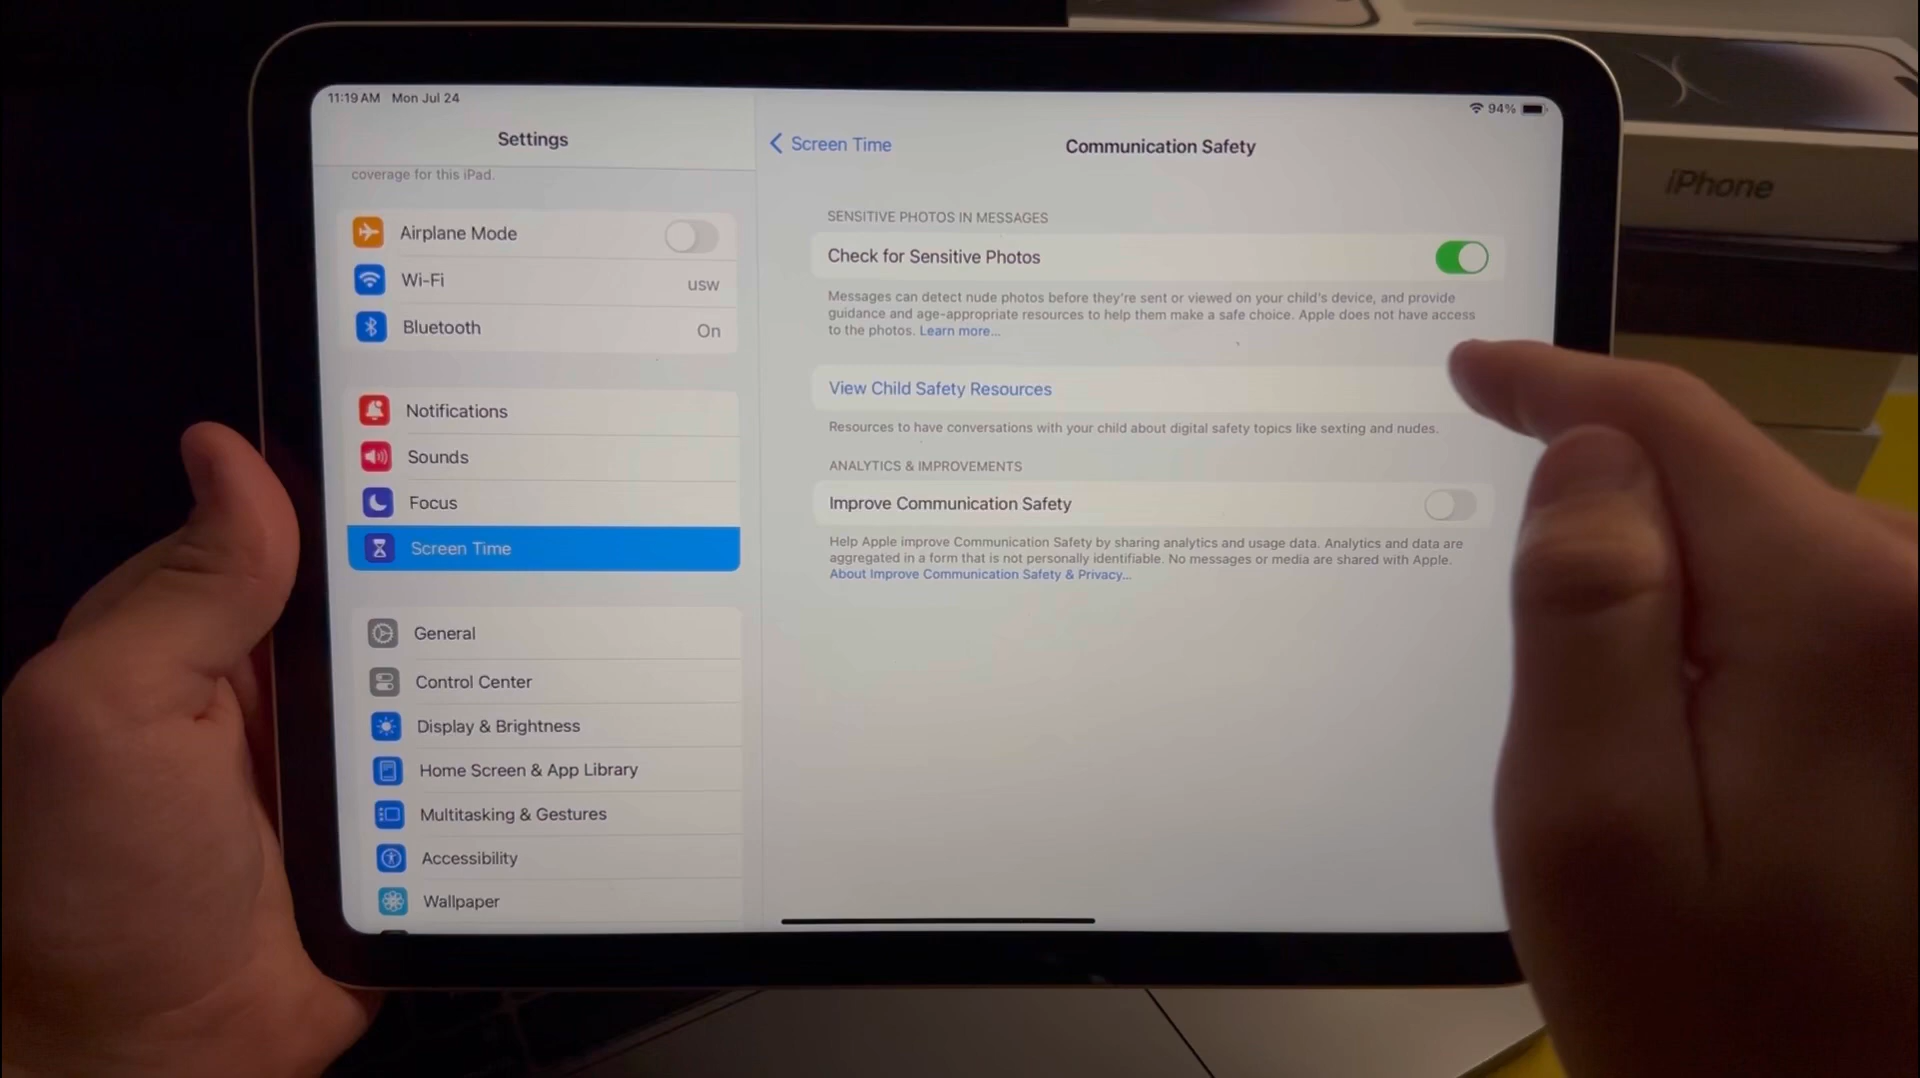 11:19 AM Mon Jul 24
94%
Settings
coverage for this iPad.
Airplane Mode
Wi-Fi
USW
Bluetooth
On
Notifications
Sounds
Focus
Screen Time
General
Control Center
Display & Brightness
Home Screen & App Library
Multitasking & Gestures
Accessibility
Wallpaper
Screen Time
Communication Safety
SENSITIVE PHOTOS IN MESSAGES
Check for Sensitive Photos
Messages can detect nude photos before they're sent or viewed on your child's device, and provide
guidance and age-appropriate resources to help them make a safe choice. Apple does not have access
to the photos. Learn more...
View Child Safety Resources
Resources to have conversations with your child about digital safety topics like sexting and nudes.
ANALYTICS & IMPROVEMENTS
Improve Communication Safety
Help Apple improve Communication Safety by sharing analytics and usage data. Analytics and data are
aggregated in a form that is not personally identifiable. No messages or media are shared with Apple.
About Improve Communication Safety & Privacy...
iPhone